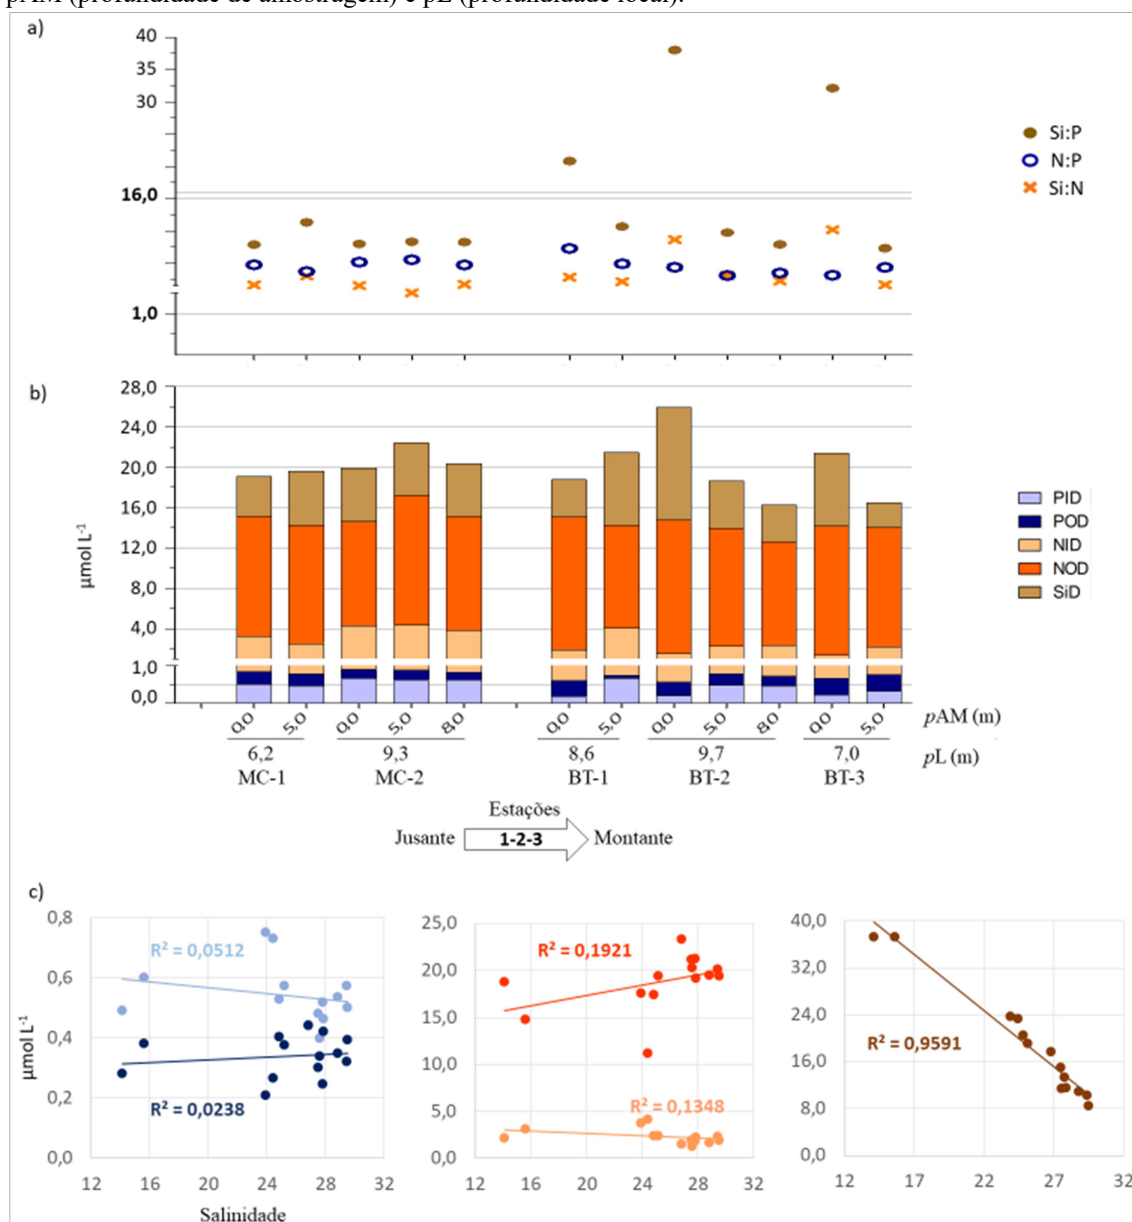 pAM (profundidade de amostragem) e pL (profundidade local).
a)
40
35
30
16,0
1,0
Si:P
N:P
Si:N
b)
28,0
24,0
20,0
16,0
12,0
8,0
4,0
1,0
0,0
µmol L-1
PID
POD
NID
NOD
SiD
0,0 5,0 0,0 5,0 8,0 0,0 5,0 0,0 5,0 8,0 0,0 5,0 pAM (m)
6,2 9,3 8,6 9,7 7,0 pL (m)
MC-1 MC-2 BT-1 BT-2 BT-3
Estações
Jusante 1-2-3 Montante
c)
0,8
0,6
0,4
0,2
0,0
µmol L-1
R² = 0,0512
R² = 0,0238
12 16 20 24 28 32
Salinidade
25,0
20,0
15,0
10,0
5,0
0,0
R² = 0,1921
R² = 0,1348
12 16 20 24 28 32
40,0
32,0
24,0
16,0
8,0
0,0
R² = 0,9591
12 17 22 27 32